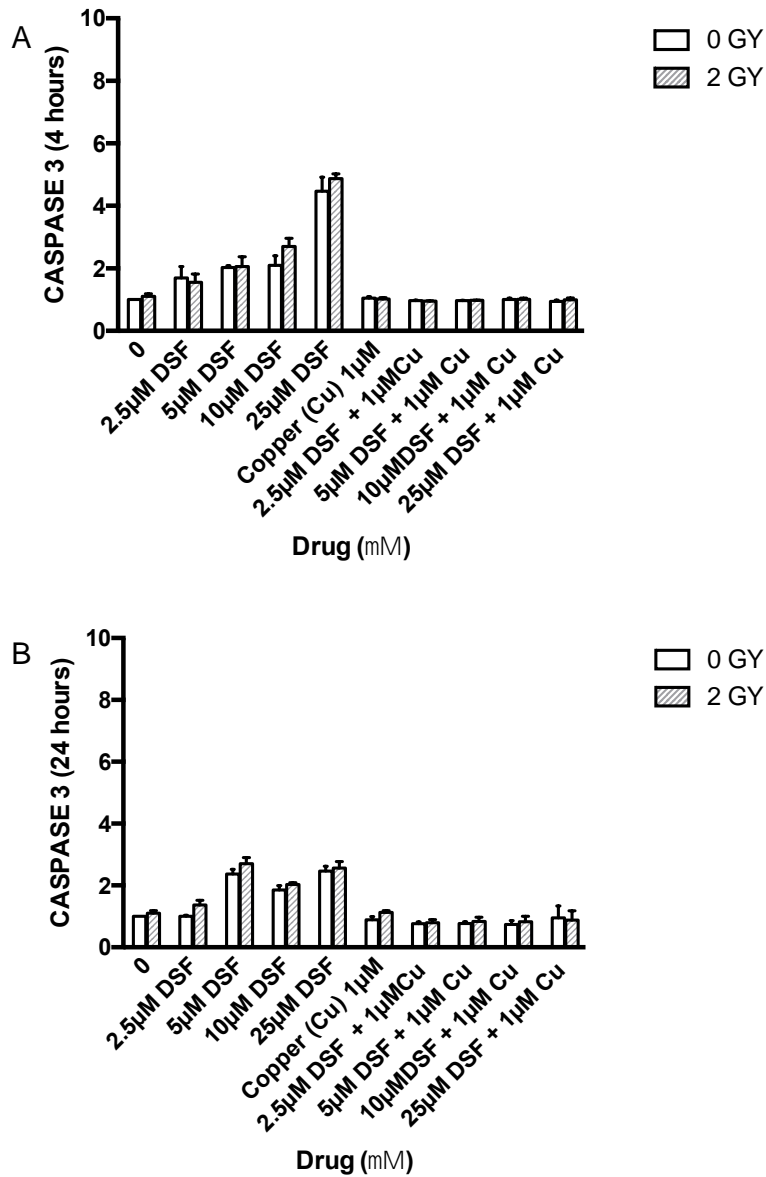 A
CASPASE 3 (4 hours)
10
8
6
4
2
0
0 GY
2 GY
0
2.5µM DSF
5µM DSF
10µM DSF
25µM DSF
Copper (Cu) 1µM
2.5µM DSF + 1µMCu
5µM DSF + 1µM Cu
10µMDSF + 1µM Cu
25µM DSF + 1µM Cu
Drug (mM)
B
CASPASE 3 (24 hours)
10
8
6
4
2
0
0 GY
2 GY
0
2.5µM DSF
5µM DSF
10µM DSF
25µM DSF
Copper (Cu) 1µM
2.5µM DSF + 1µMCu
5µM DSF + 1µM Cu
10µMDSF + 1µM Cu
25µM DSF + 1µM Cu
Drug (mM)